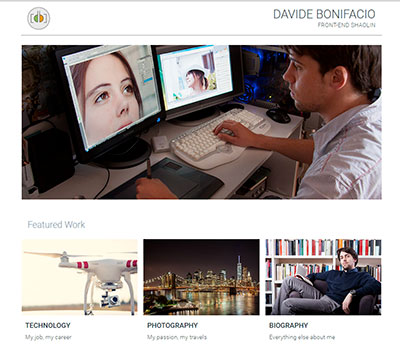 DAVIDE BONIFACIO
FRONT-END SHAOLIN
Featured Work
TECHNOLOGY
My job, my career
PHOTOGRAPHY
My passion, my travels
BIOGRAPHY
Everything else about me